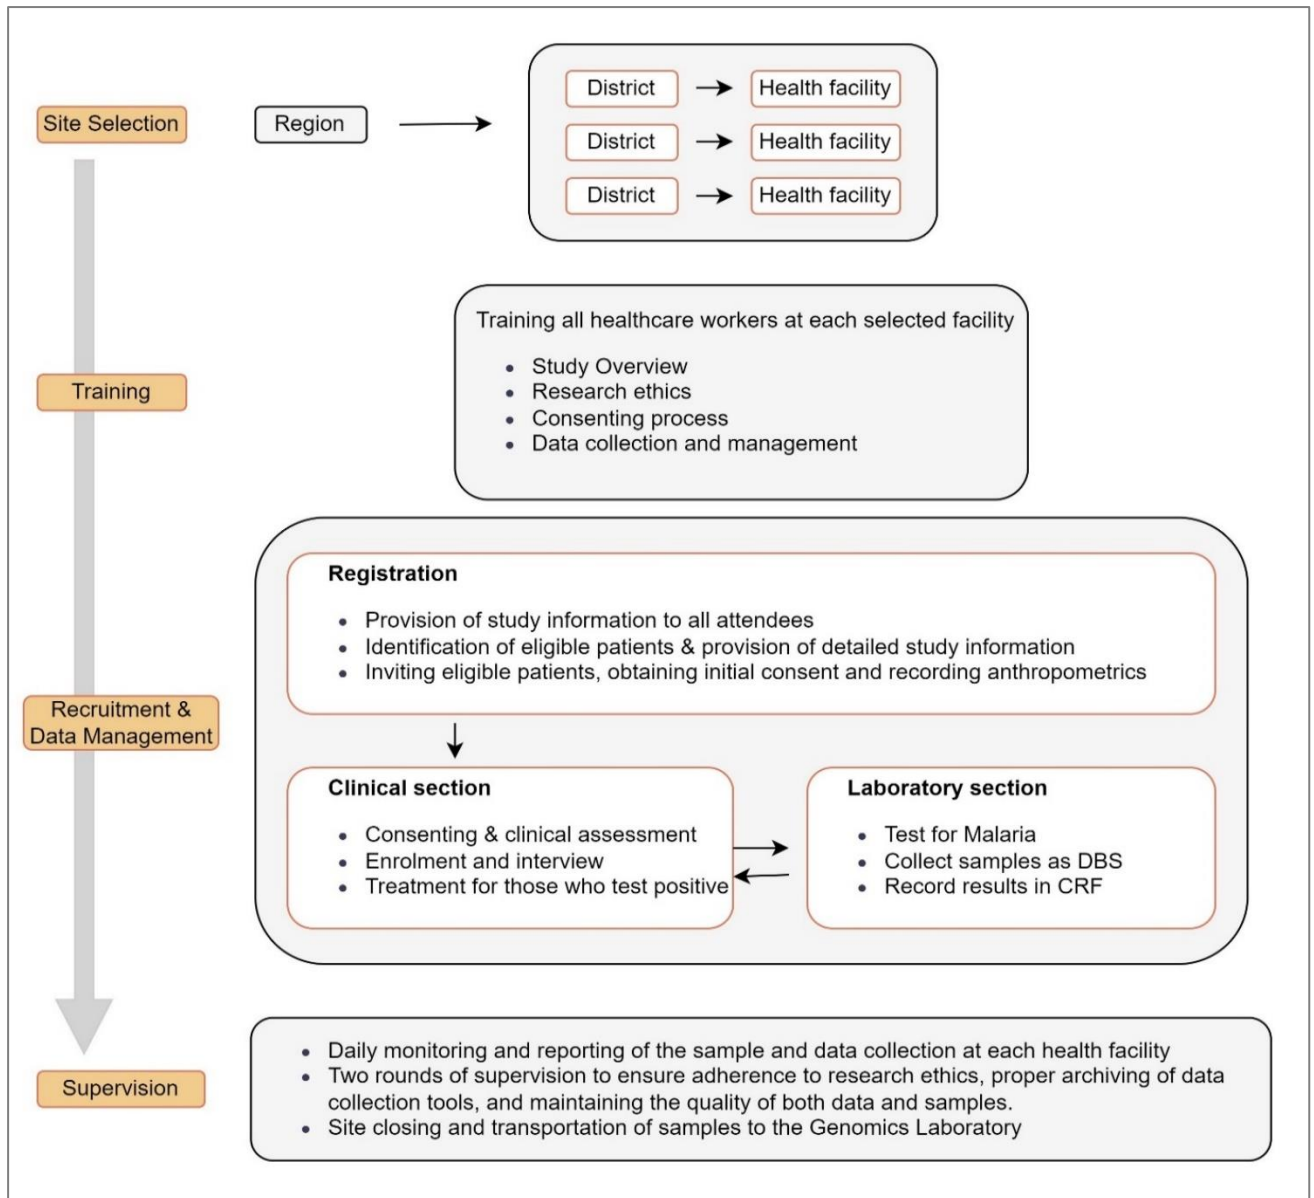 Site Selection
Region
District
Health facility
District
Health facility
District
Health facility
Training
Training all healthcare workers at each selected facility
• Study Overview
• Research ethics
• Consenting process
• Data collection and management
Recruitment &
Data Management
Registration
• Provision of study information to all attendees
• Identification of eligible patients & provision of detailed study information
• Inviting eligible patients, obtaining initial consent and recording anthropometrics
Clinical section
• Consenting & clinical assessment
• Enrolment and interview
• Treatment for those who test positive
Laboratory section
• Test for Malaria
• Collect samples as DBS
• Record results in CRF
Supervision
• Daily monitoring and reporting of the sample and data collection at each health facility
• Two rounds of supervision to ensure adherence to research ethics, proper archiving of data
collection tools, and maintaining the quality of both data and samples.
• Site closing and transportation of samples to the Genomics Laboratory